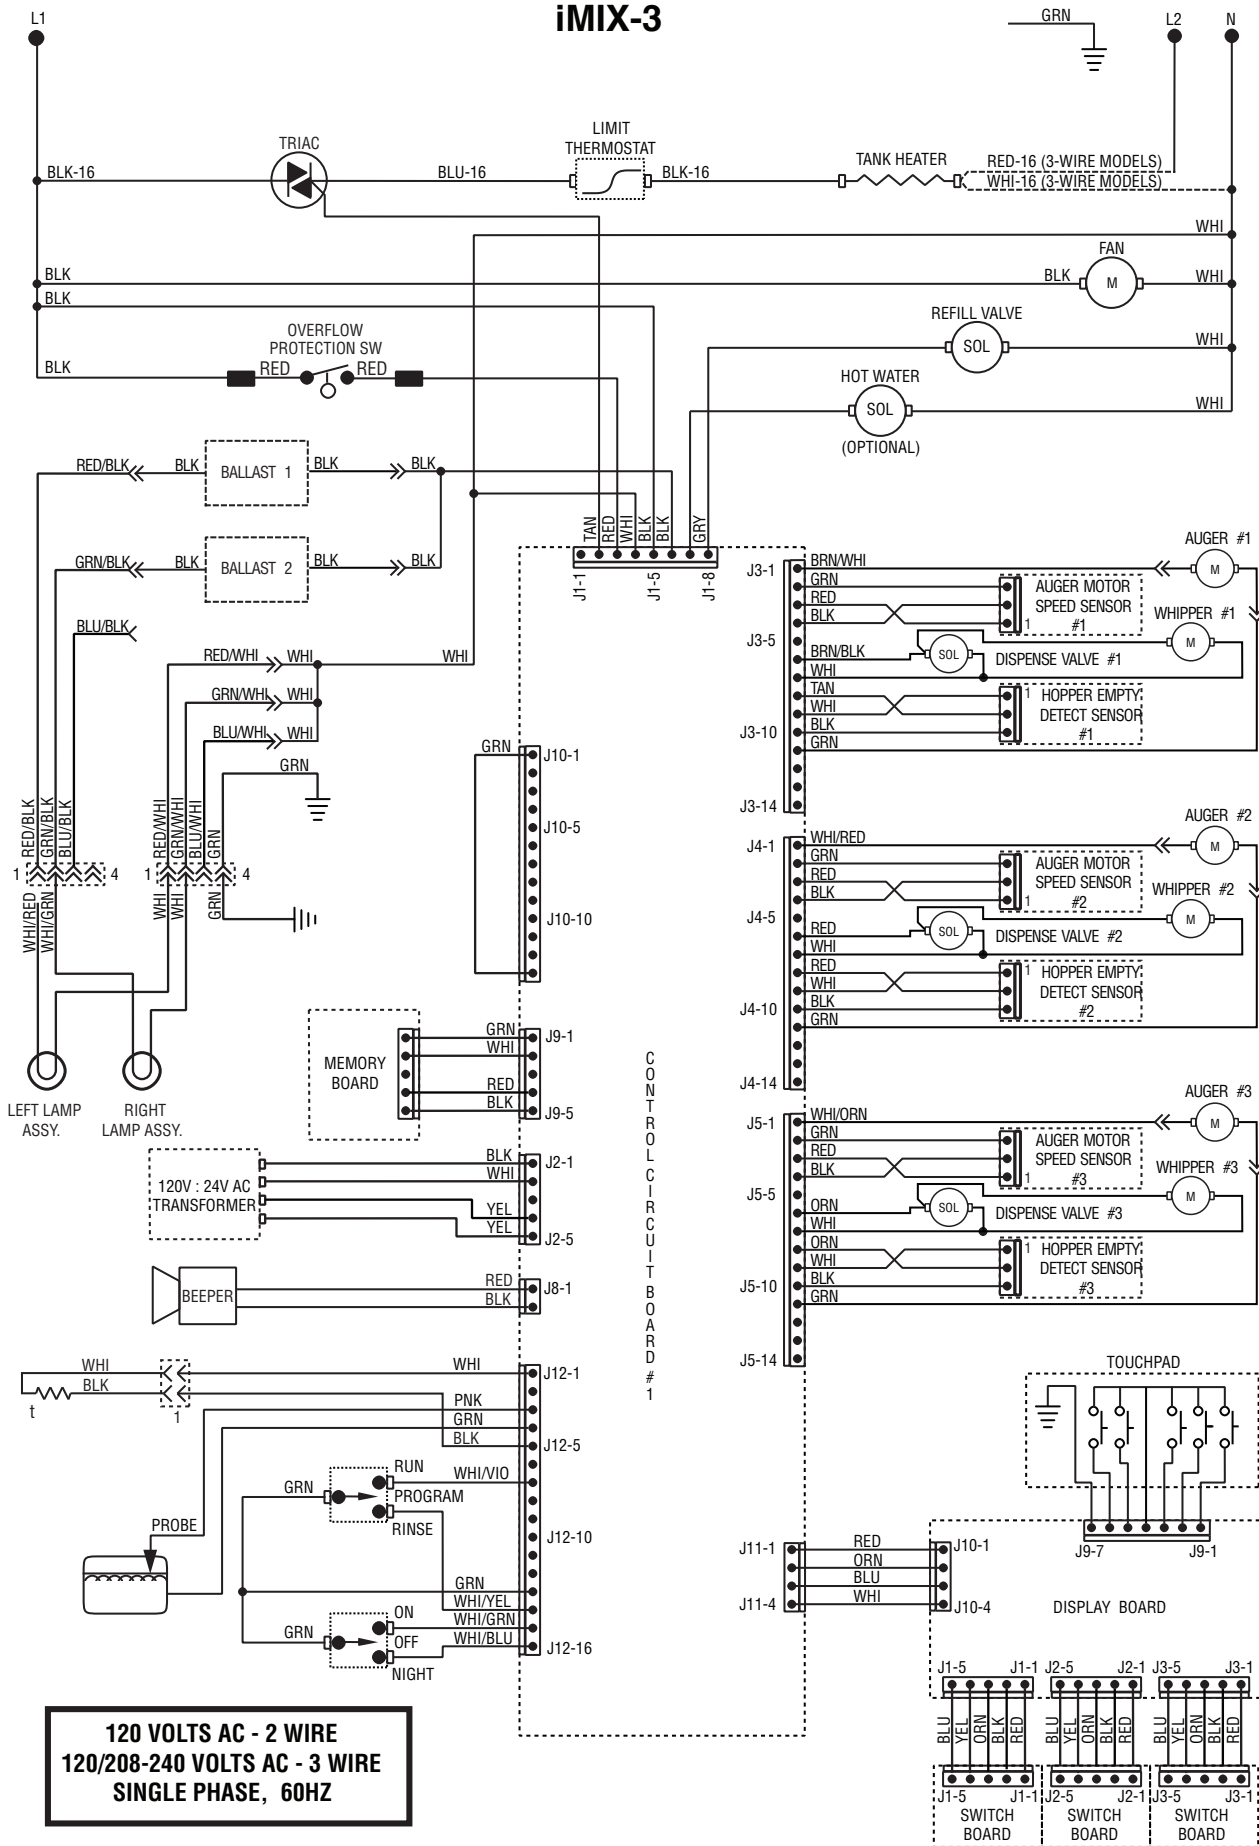 iMIX-3
L1
GRN
L2
N
TRIAC
LIMIT
THERMOSTAT
TANK HEATER
BLK-16
BLU-16
BLK-16
RED-16 (3-WIRE MODELS)
WHI-16 (3-WIRE MODELS)
WHI
FAN
BLK
BLK
M
WHI
BLK
REFILL VALVE
SOL
WHI
OVERFLOW
PROTECTION SW
BLK
RED
RED
HOT WATER
SOL
(OPTIONAL)
WHI
RED/BLK
BLK
BALLAST 1
BLK
BLK
GRN/BLK
BLK
BALLAST 2
BLK
BLK
BLU/BLK
RED/WHI
WHI
WHI
GRN/WHI
WHI
BLU/WHI
WHI
GRN
TAN
RED
WHI
BLK
BLK
GRY
J1-1
J1-5
J1-8
RED/BLK
GRN/BLK
BLU/BLK
RED/WHI
GRN/WHI
BLU/WHI
GRN
1
4
1
4
WHI/RED
WHI/GRN
WHI
WHI
GRN
LEFT LAMP
ASSY.
RIGHT
LAMP ASSY.
GRN
J10-1
J10-5
J10-10
MEMORY
BOARD
GRN
J9-1
WHI
RED
BLK
J9-5
120V : 24V AC
TRANSFORMER
BLK
J2-1
WHI
YEL
YEL
J2-5
BEEPER
RED
J8-1
BLK
WHI
BLK
t
1
WHI
J12-1
PNK
GRN
BLK
J12-5
PROBE
GRN
RUN
PROGRAM
RINSE
WHI/VIO
J12-10
GRN
WHI/YEL
WHI/GRN
WHI/BLU
J12-16
GRN
ON
OFF
NIGHT
CONTROL CIRCUIT BOARD # 1
J3-1
BRN/WHI
AUGER #1
M
GRN
RED
BLK
AUGER MOTOR
SPEED SENSOR
#1
1
WHIPPER #1
M
J3-5
BRN/BLK
SOL
DISPENSE VALVE #1
WHI
TAN
WHI
J3-10
BLK
GRN
1
HOPPER EMPTY
DETECT SENSOR
#1
J3-14
J4-1
WHI/RED
AUGER #2
M
GRN
RED
BLK
AUGER MOTOR
SPEED SENSOR
#2
1
WHIPPER #2
M
J4-5
RED
SOL
DISPENSE VALVE #2
WHI
RED
WHI
J4-10
BLK
GRN
1
HOPPER EMPTY
DETECT SENSOR
#2
J4-14
J5-1
WHI/ORN
AUGER #3
M
GRN
RED
BLK
AUGER MOTOR
SPEED SENSOR
#3
1
WHIPPER #3
M
J5-5
ORN
SOL
DISPENSE VALVE #3
WHI
ORN
WHI
J5-10
BLK
GRN
1
HOPPER EMPTY
DETECT SENSOR
#3
J5-14
TOUCHPAD
J9-7
J9-1
J11-1
RED
J10-1
ORN
BLU
J11-4
WHI
J10-4
DISPLAY BOARD
J1-5
J1-1
J2-5
J2-1
J3-5
J3-1
BLU
YEL
ORN
BLK
RED
BLU
YEL
ORN
BLK
RED
BLU
YEL
ORN
BLK
RED
J1-5
J1-1
J2-5
J2-1
J3-5
J3-1
SWITCH
BOARD
SWITCH
BOARD
SWITCH
BOARD
120 VOLTS AC - 2 WIRE
120/208-240 VOLTS AC - 3 WIRE
SINGLE PHASE, 60HZ